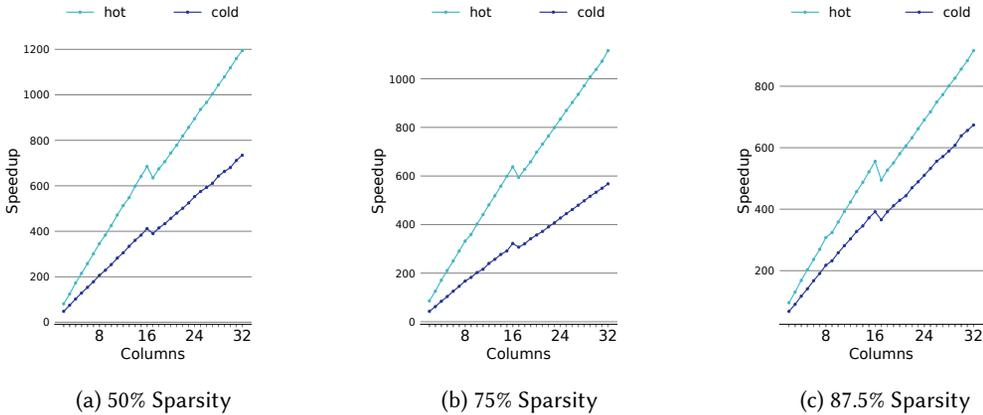 hot cold
1200
1000
800
600
400
200
0
Speedup
8 16 24 32
Columns
(a) 50% Sparsity
hot cold
1000
800
600
400
200
0
Speedup
8 16 24 32
Columns
(b) 75% Sparsity
hot cold
800
600
400
200
Speedup
8 16 24 32
Columns
(c) 87.5% Sparsity